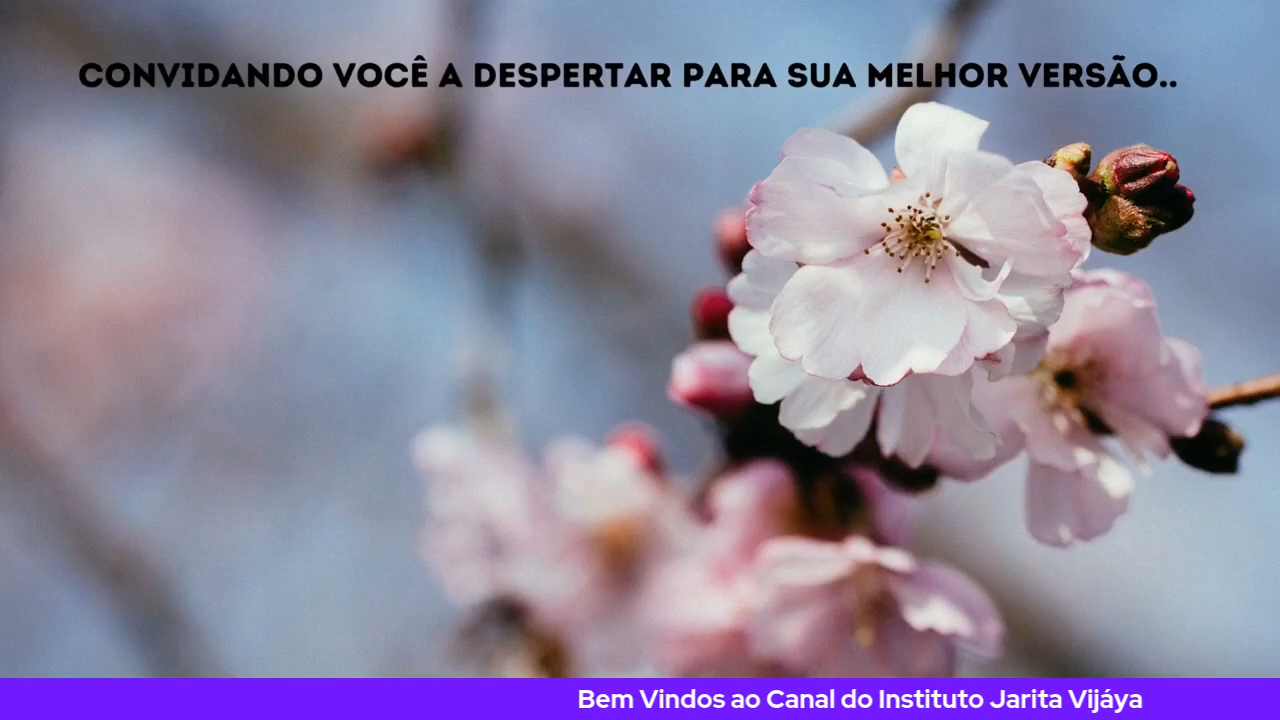 CONVIDANDO VOCÊ A DESPERTAR PARA SUA MELHOR VERSÃO..
Bem Vindos ao Canal do Instituto Jarita Vijáya